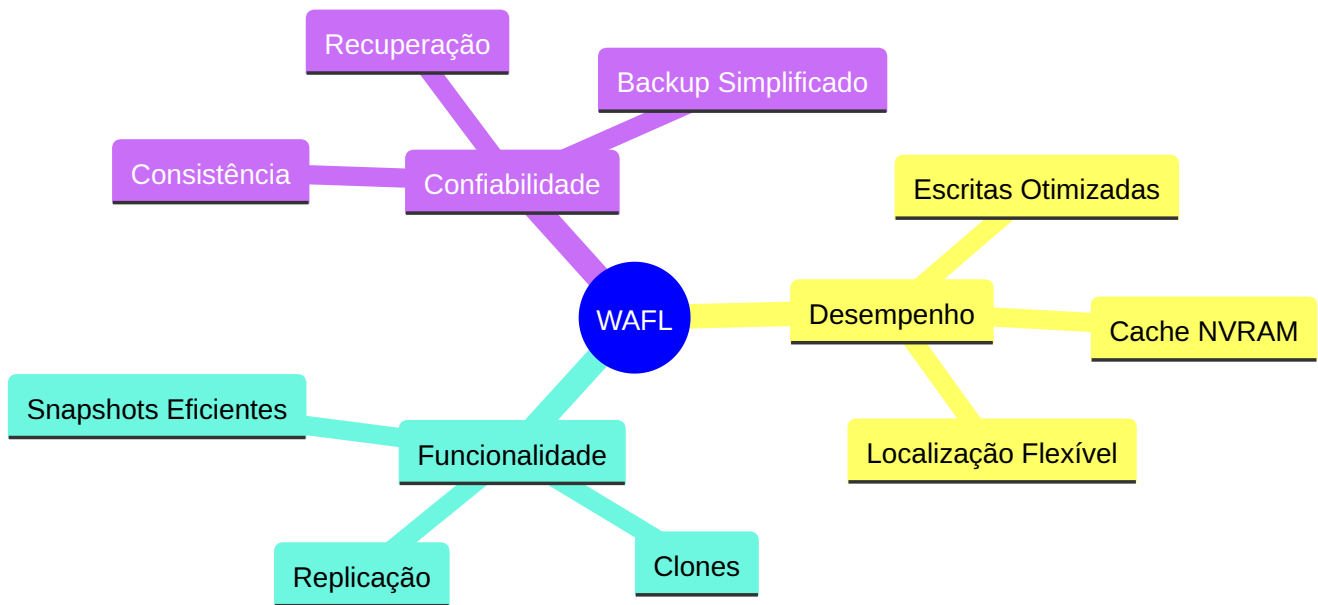 Recuperação
Backup Simplificado
Consistência
Confiabilidade
Escritas Otimizadas
WAFL
Desempenho
Cache NVRAM
Snapshots Eficientes
Funcionalidade
Localização Flexível
Replicação
Clones